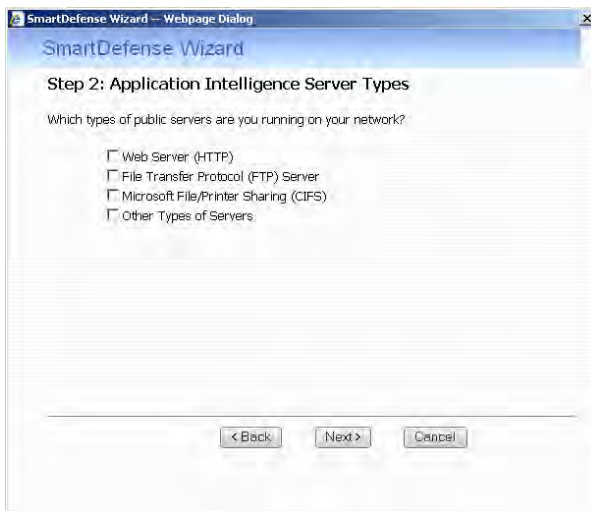 SmartDefense Wizard -- Webpage Dialog
SmartDefense Wizard
Step 2: Application Intelligence Server Types
Which types of public servers are you running on your network?
Web Server (HTTP)
File Transfer Protocol (FTP) Server
Microsoft File/Printer Sharing (CIFS)
Other Types of Servers
< Back
Next >
Cancel